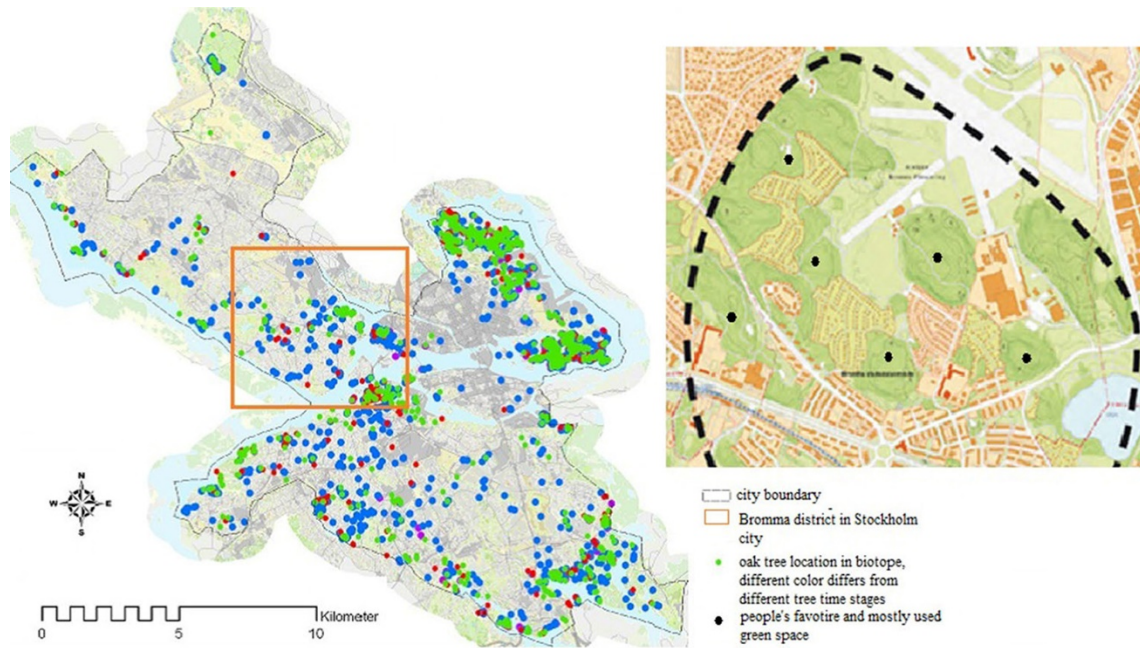 N
W E
S
Kilometer
0 5 10
city boundary
Bromma district in Stockholm
city
oak tree location in biotope,
different color differs from
different tree time stages
people's favotire and mostly used
green space